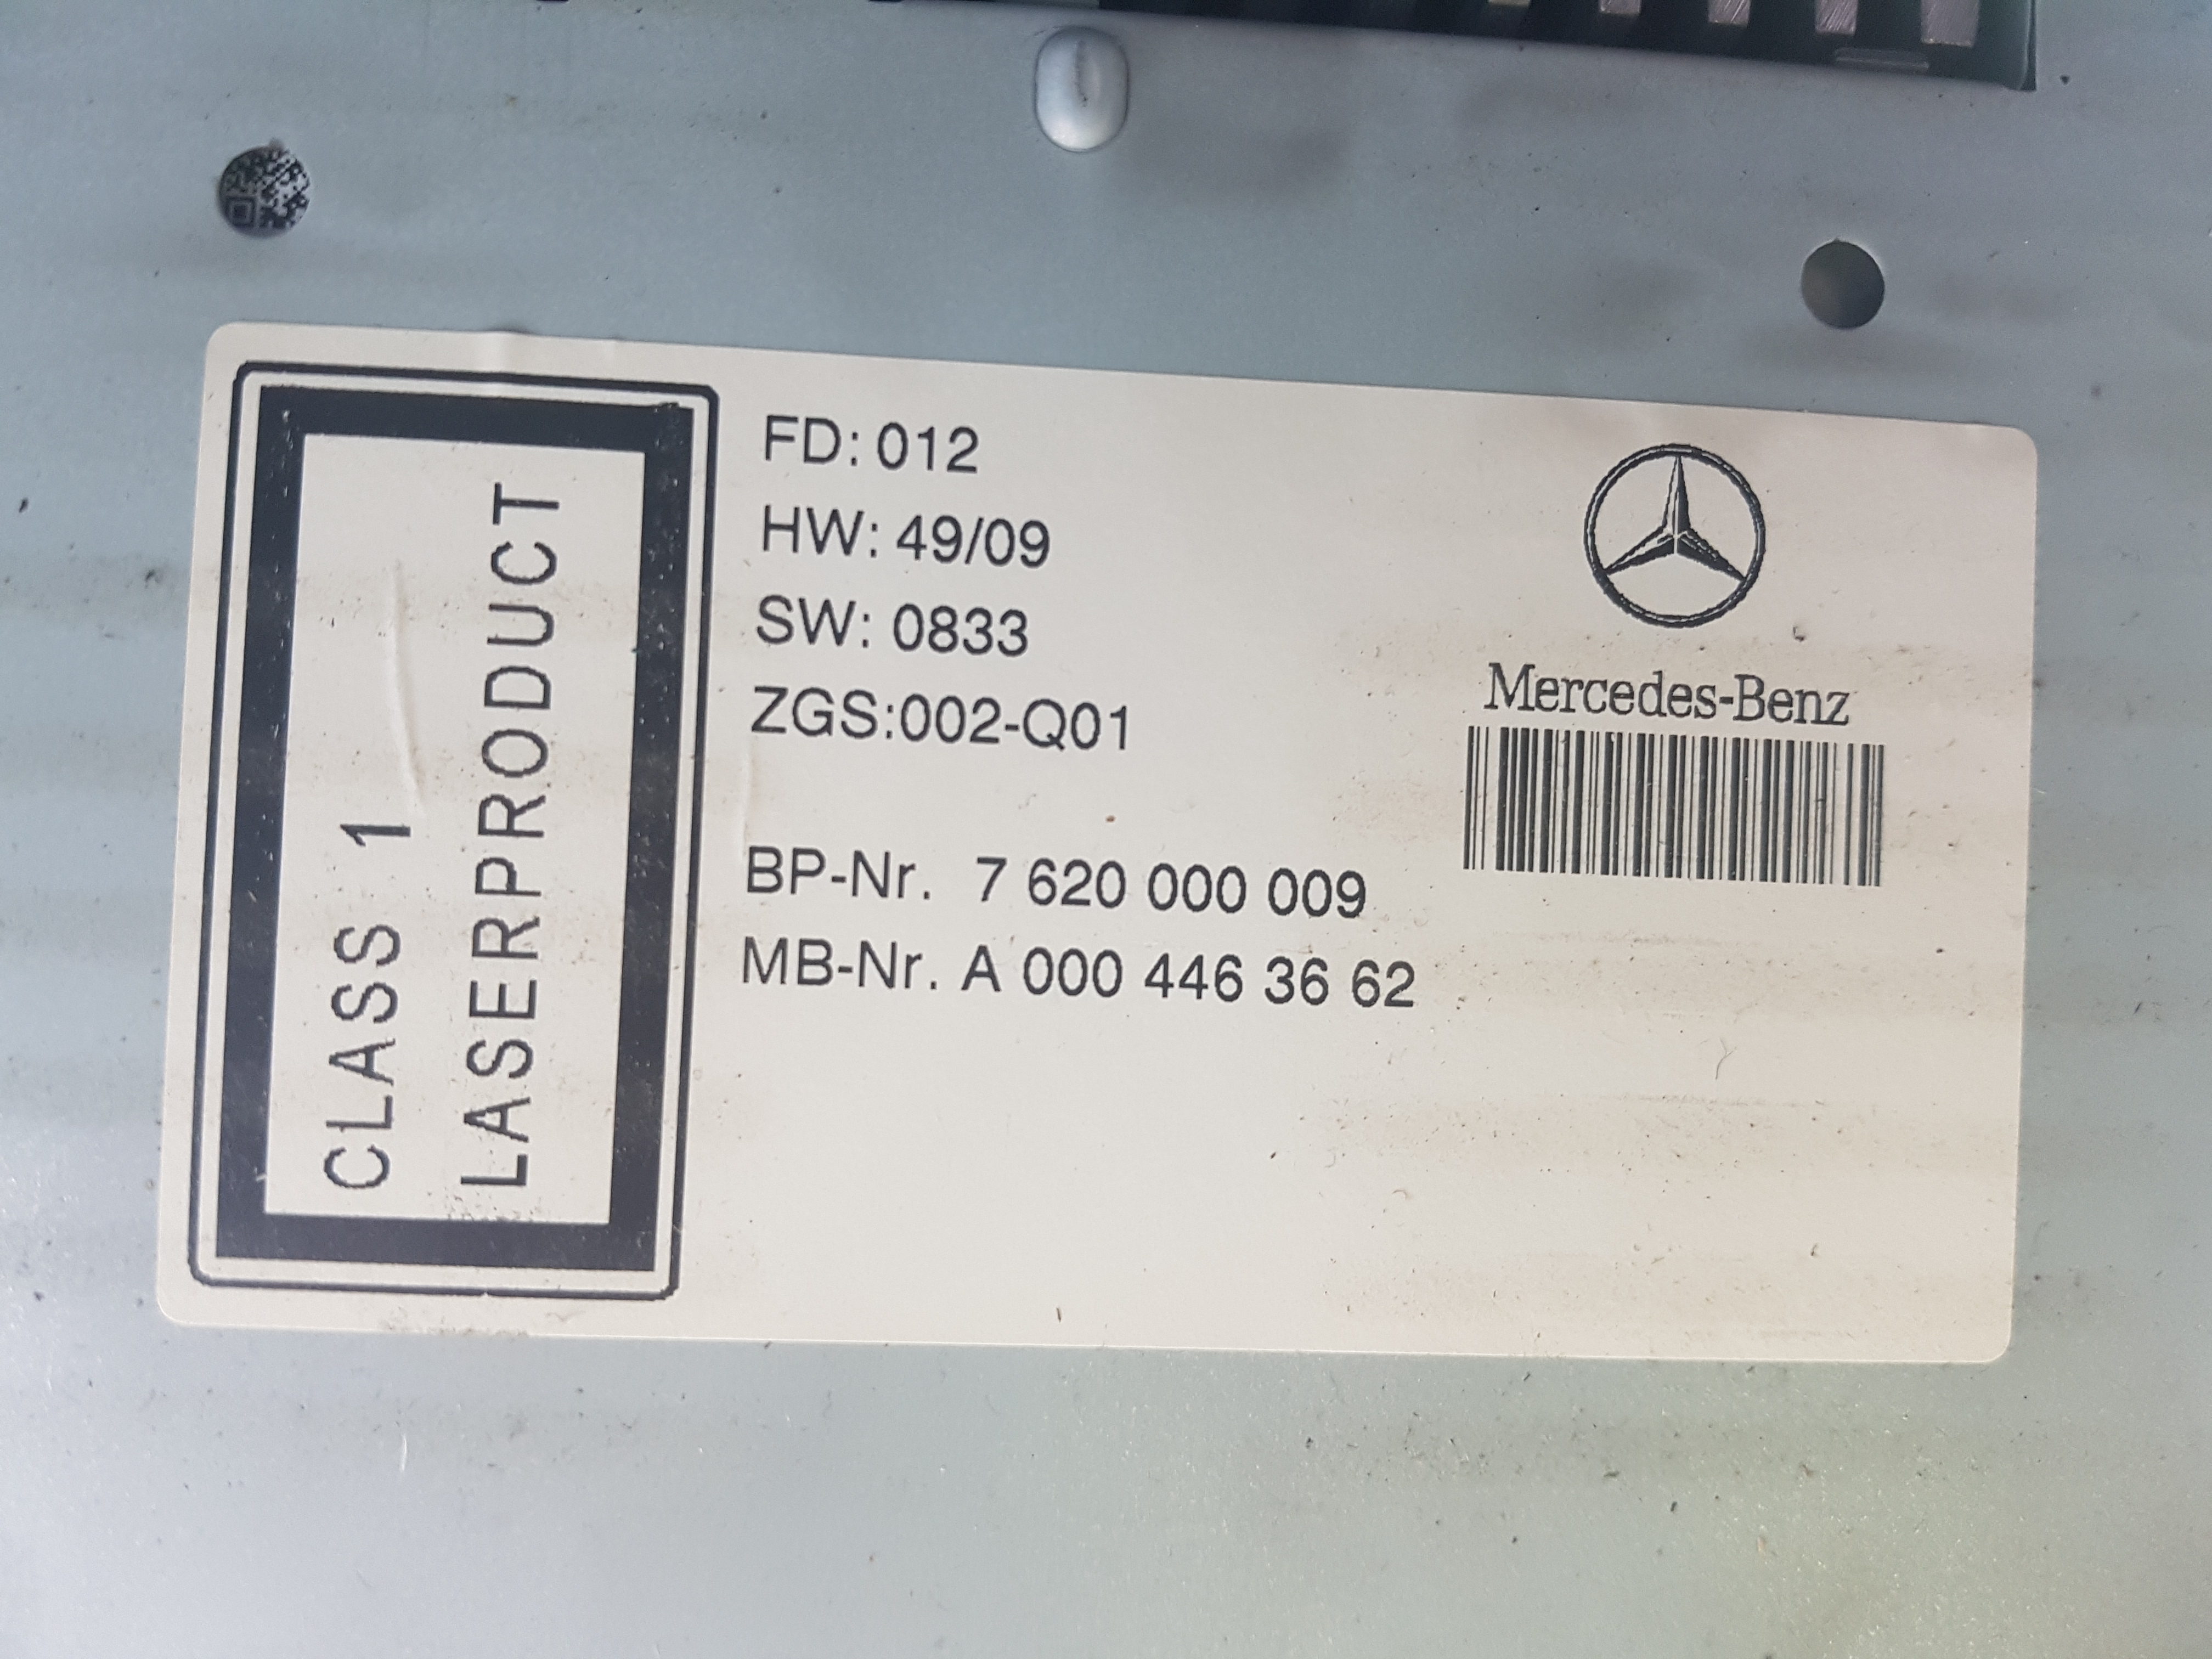 CLASS 1
LASERPRODUCT
FD: 012
HW: 49/09
SW: 0833
ZGS:002-Q01
BP-Nr. 7 620 000 009
MB-Nr. A 000 446 36 62
Mercedes-Benz